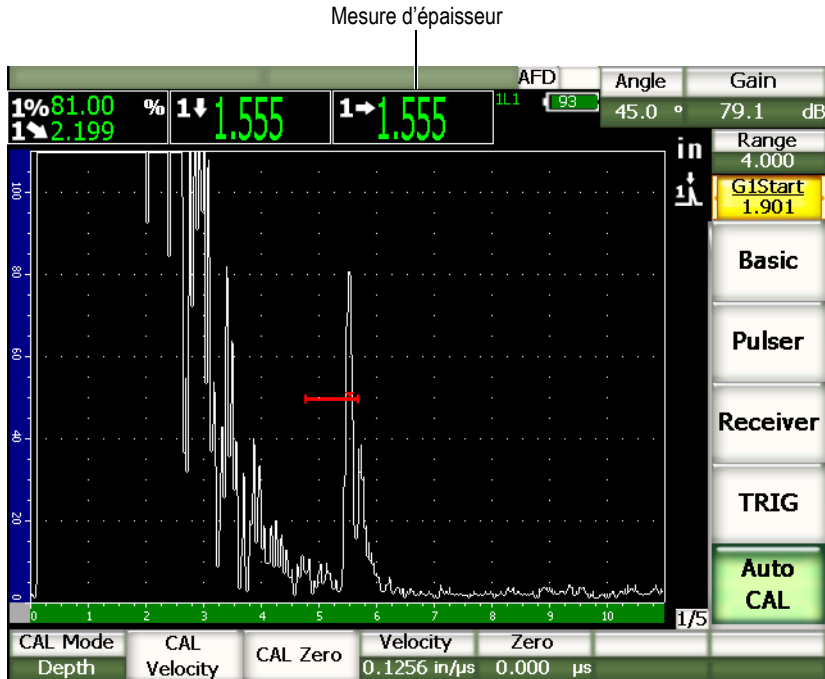 Mesure d'épaisseur
AFD
Angle
Gain
1% 81.00 %
1 2.199
1 1.555
1 1.555
1L1
93
45.0 °
79.1 dB
in
Range
4.000
1
G1Start
1.901
Basic
Pulser
Receiver
TRIG
Auto
CAL
100
80
60
40
20
0
0 1 2 3 4 5 6 7 8 9 10
1/5
CAL Mode
Depth
CAL
Velocity
CAL Zero
Velocity
0.1256 in/µs
Zero
0.000 µs